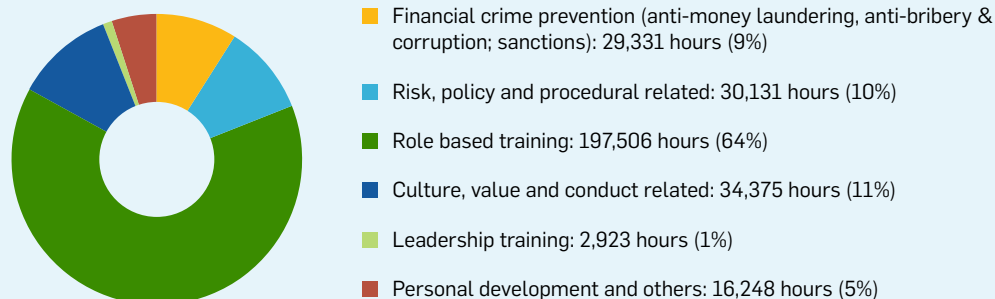 Financial crime prevention (anti-money laundering, anti-bribery &
corruption; sanctions): 29,331 hours (9%)
Risk, policy and procedural related: 30,131 hours (10%)
Role based training: 197,506 hours (64%)
Culture, value and conduct related: 34,375 hours (11%)
Leadership training: 2,923 hours (1%)
Personal development and others: 16,248 hours (5%)